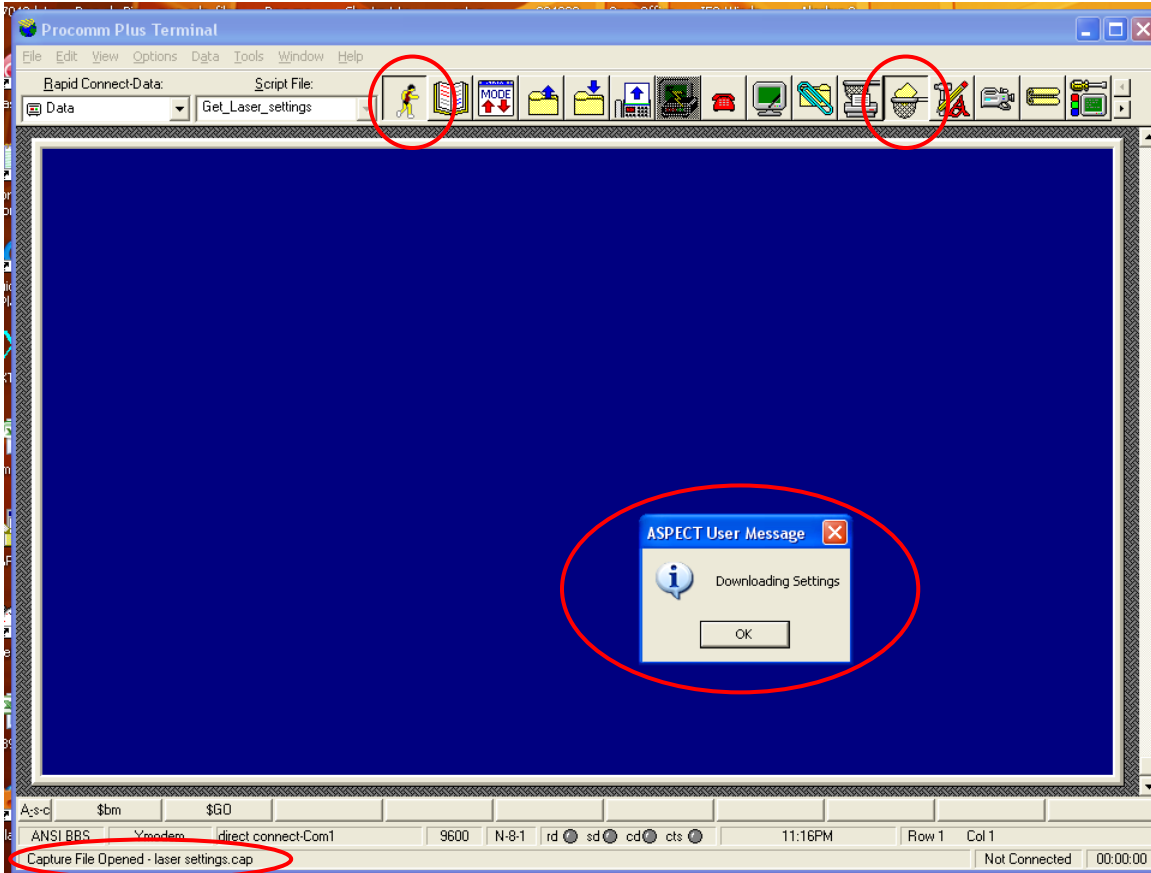 Procomm Plus Terminal
File Edit View Options Data Tools Window Help
Rapid Connect-Data: Script File:
Data Get_Laser_settings
MODE
ASPECT User Message
Downloading Settings
OK
A-s-c $bm $GO
ANSI BBS Ymodem direct connect-Com1 9600 N-8-1 rd sd cd cts 11:16PM Row 1 Col 1
Capture File Opened - laser settings.cap Not Connected 00:00:00